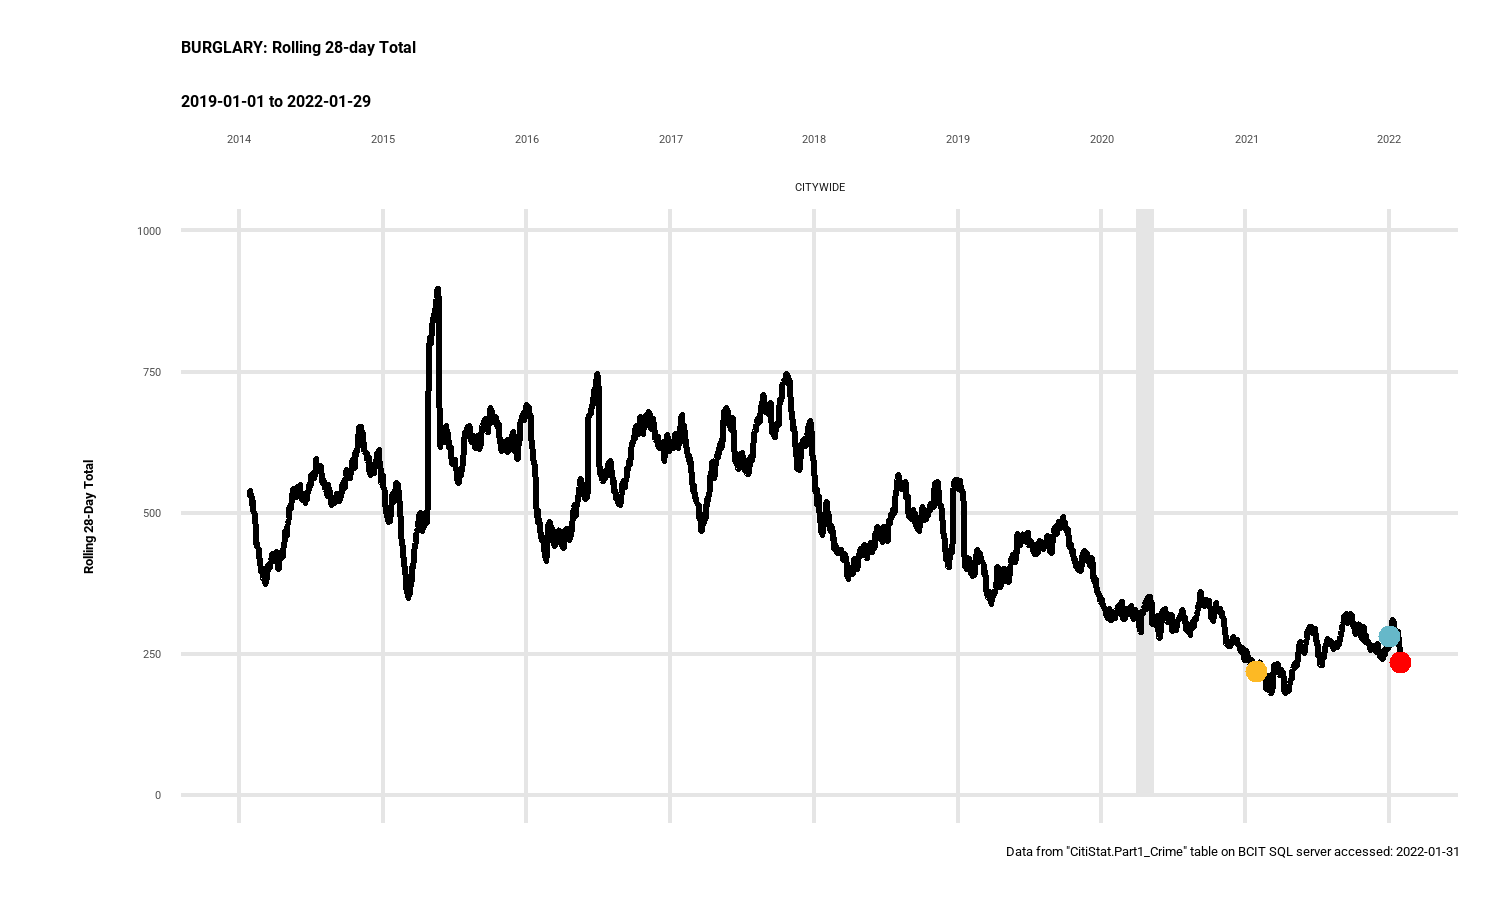 BURGLARY: Rolling 28-day Total
2019-01-01 to 2022-01-29
2014 2015 2016 2017 2018 2019 2020 2021 2022
CITYWIDE
1000
750
500
250
0
Rolling 28-Day Total
Data from "CitiStat.Part1_Crime" table on BCIT SQL server accessed: 2022-01-31